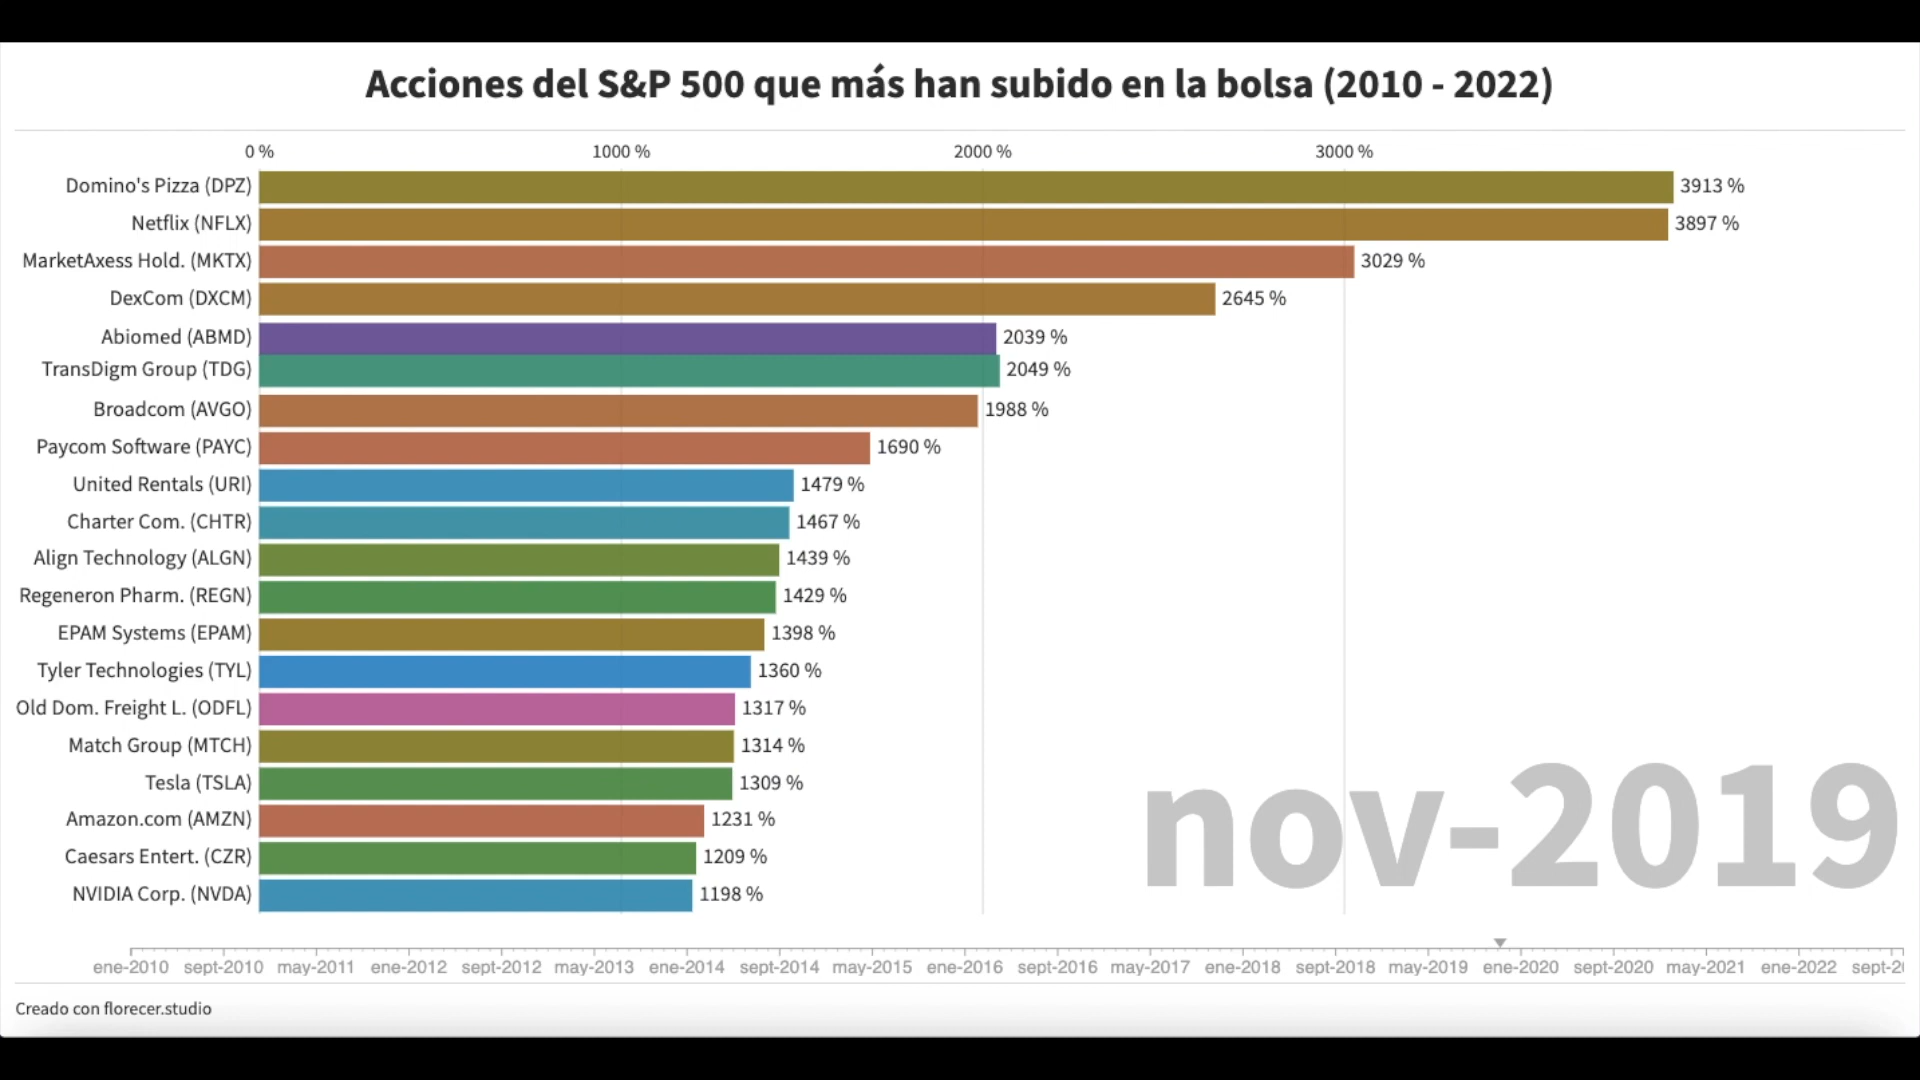 Acciones del S&P 500 que más han subido en la bolsa (2010 - 2022)
0 % 1000 % 2000 % 3000 %
Domino's Pizza (DPZ) 3913 %
Netflix (NFLX) 3897 %
MarketAxess Hold. (MKTX) 3029 %
DexCom (DXCM) 2645 %
Abiomed (ABMD) 2039 %
TransDigm Group (TDG) 2049 %
Broadcom (AVGO) 1988 %
Paycom Software (PAYC) 1690 %
United Rentals (URI) 1479 %
Charter Com. (CHTR) 1467 %
Align Technology (ALGN) 1439 %
Regeneron Pharm. (REGN) 1429 %
EPAM Systems (EPAM) 1398 %
Tyler Technologies (TYL) 1360 %
Old Dom. Freight L. (ODFL) 1317 %
Match Group (MTCH) 1314 %
Tesla (TSLA) 1309 %
Amazon.com (AMZN) 1231 %
Caesars Entert. (CZR) 1209 %
NVIDIA Corp. (NVDA) 1198 %
nov-2019
ene-2010 sept-2010 may-2011 ene-2012 sept-2012 may-2013 ene-2014 sept-2014 may-2015 ene-2016 sept-2016 may-2017 ene-2018 sept-2018 may-2019 ene-2020 sept-2020 may-2021 ene-2022
Creado con florecer.studio